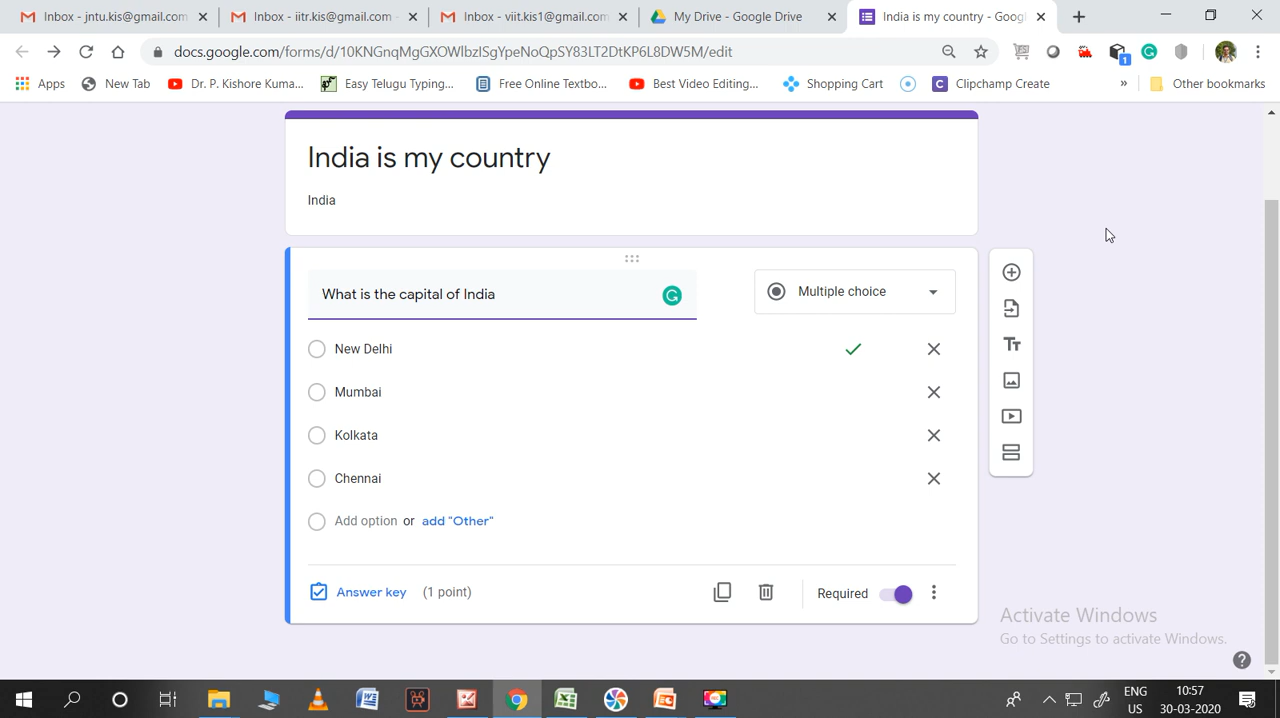 Inbox - jntu.kis@gmail.com
Inbox - iitr.kis@gmail.com -
Inbox - viit.kis1@gmail.com
My Drive - Google Drive
India is my country - Googl
docs.google.com/forms/d/10KNGnqMgGXOWlbzISgYpeNoQpSY83LT2DtKP6L8DW5M/edit
1
Apps
New Tab
Dr. P. Kishore Kuma...
Easy Telugu Typing...
Free Online Textbo...
Best Video Editing...
Shopping Cart
Clipchamp Create
»
Other bookmarks
India is my country
India
What is the capital of India
Multiple choice
New Delhi
Mumbai
Kolkata
Chennai
Add option or add "Other"
Answer key (1 point)
Required
Activate Windows
Go to Settings to activate Windows.
ENG
US
10:57
30-03-2020